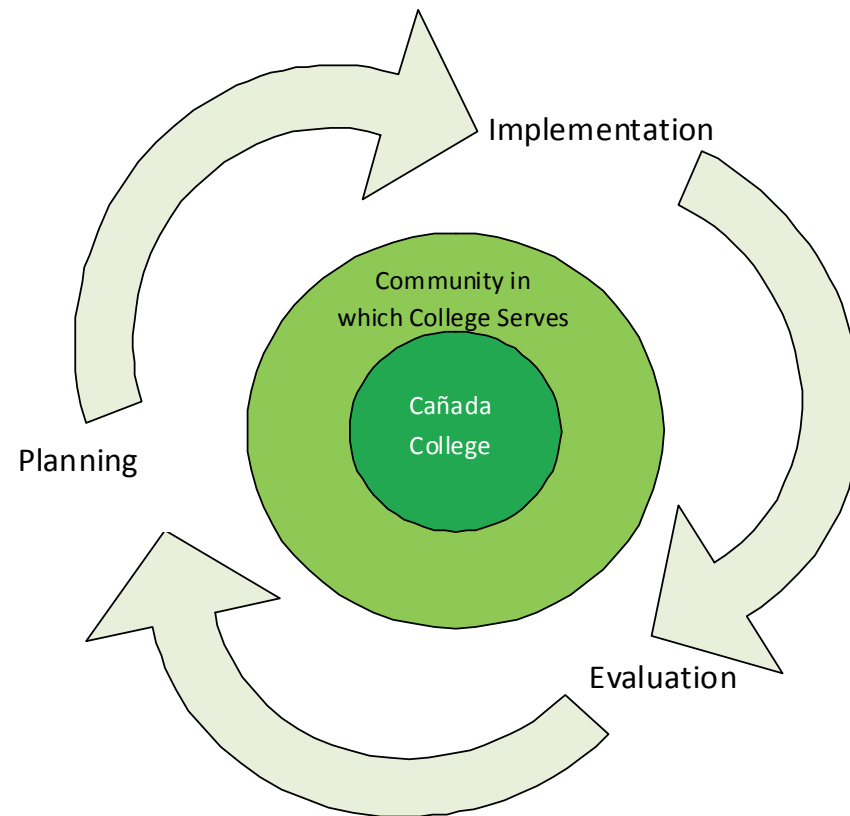 Implementation
Community in
which College Serves
Cañada
College
Planning
Evaluation